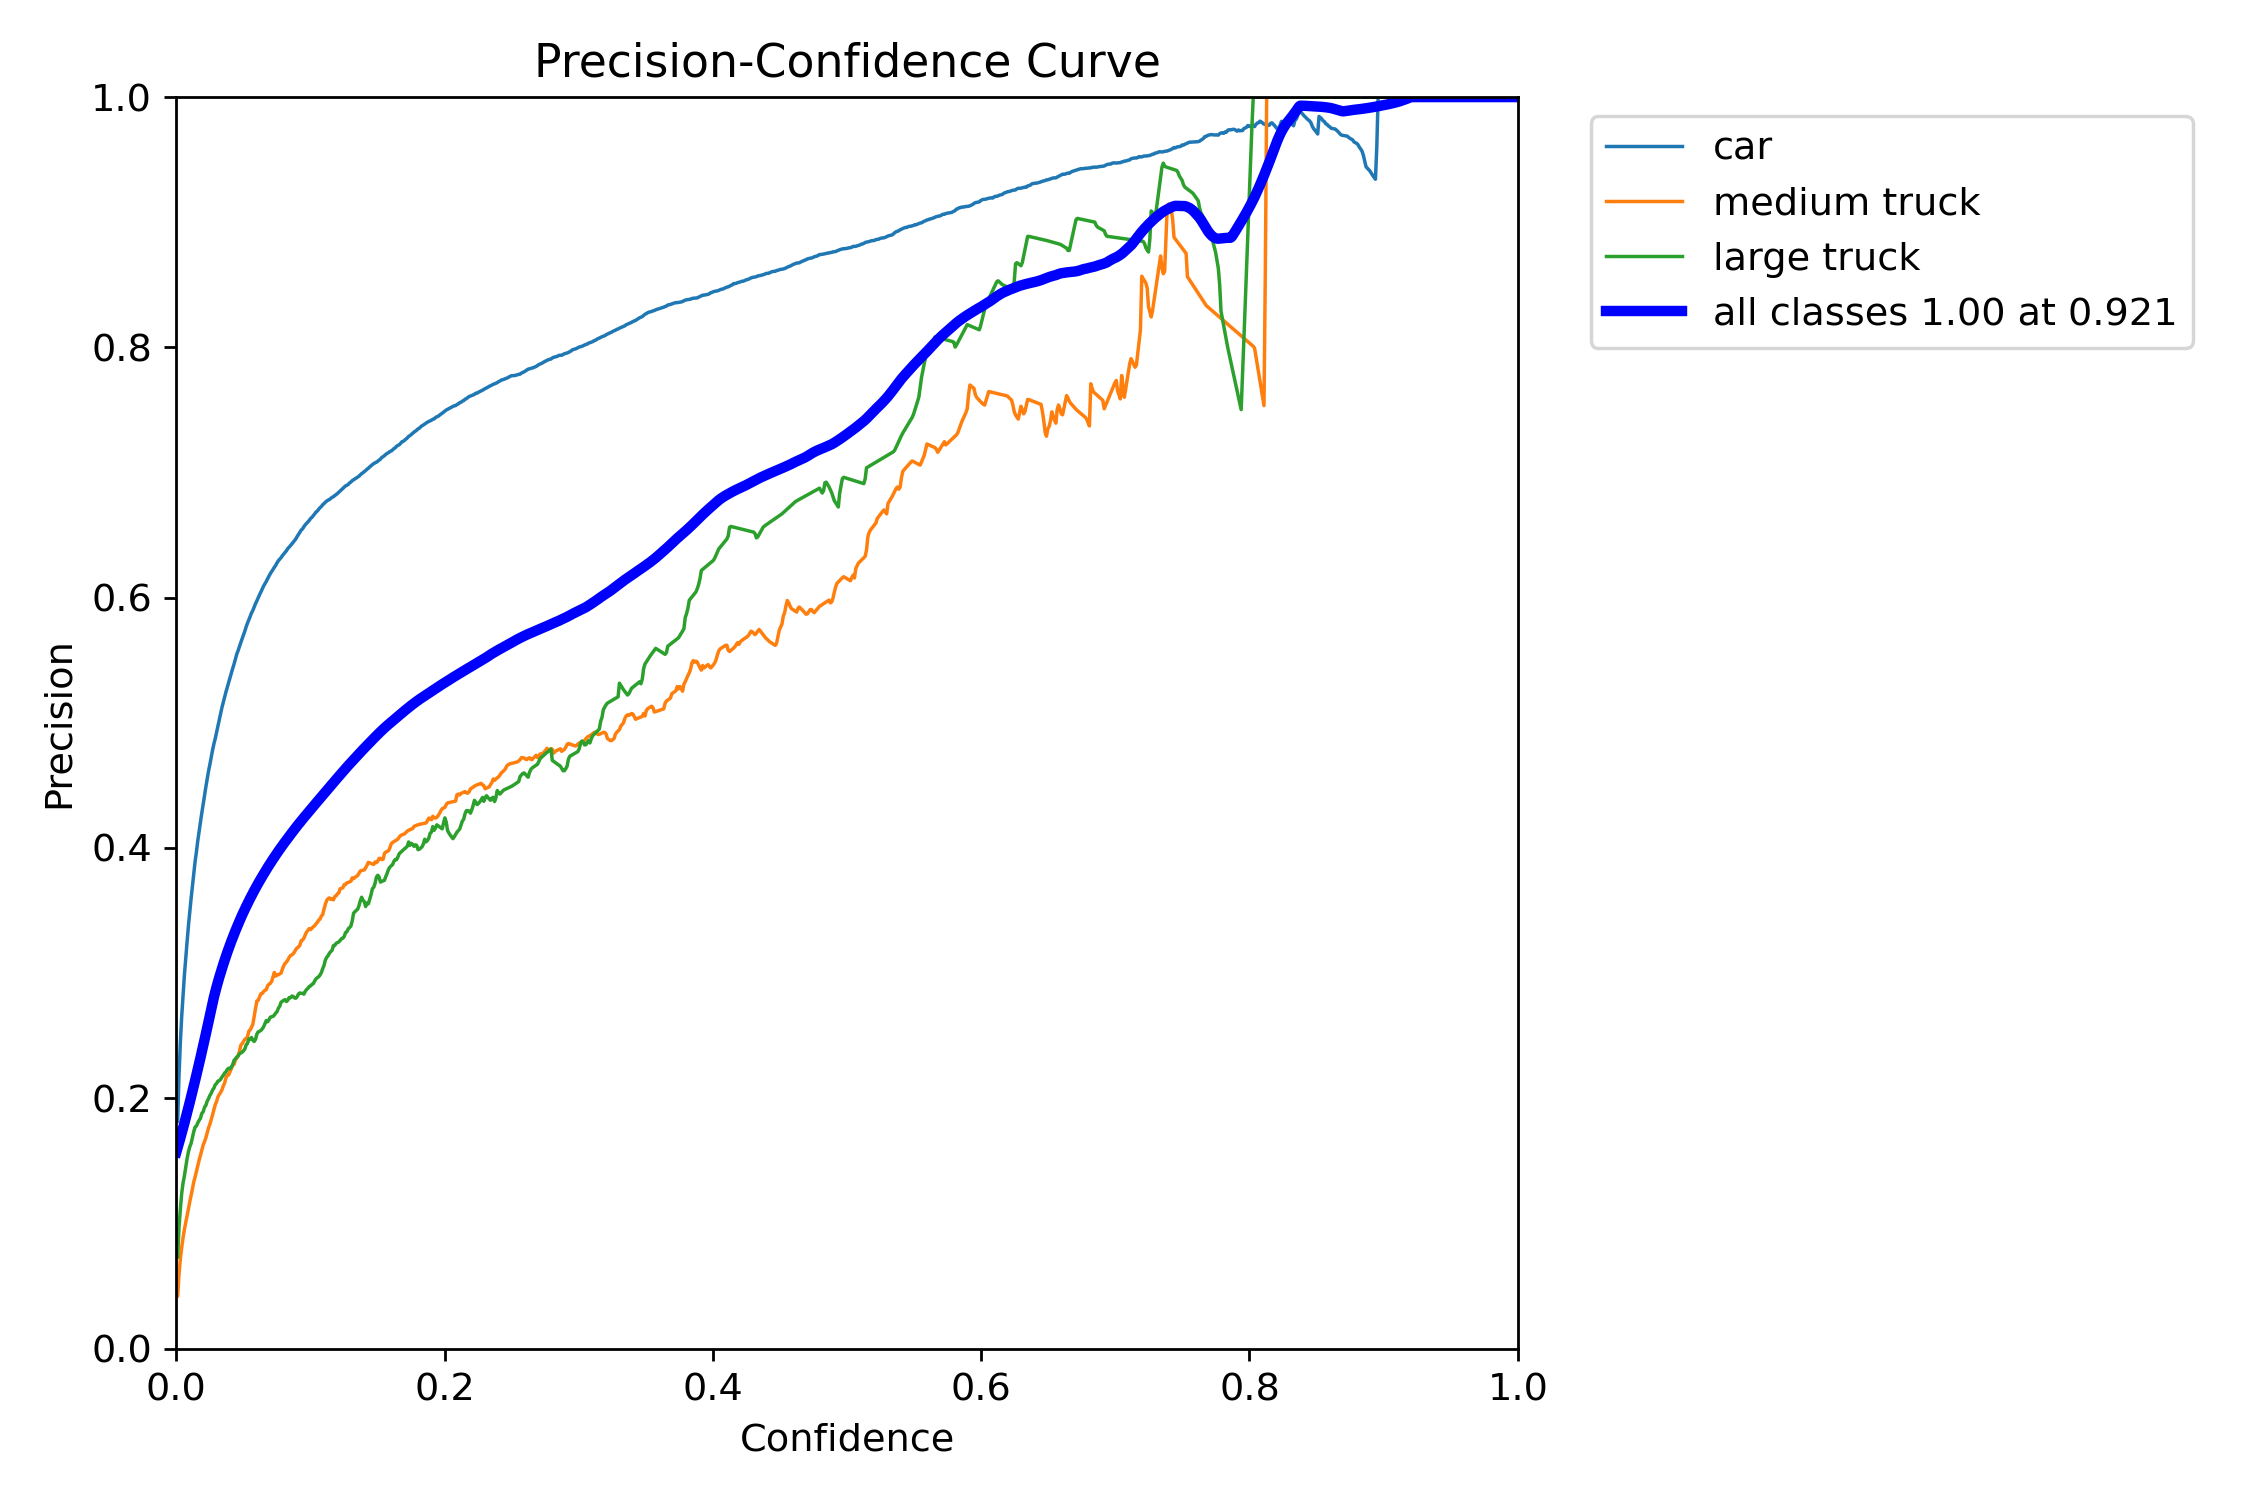 Precision-Confidence Curve
1.0
0.8
0.6
0.4
0.2
0.0
Precision
0.0 0.2 0.4 0.6 0.8 1.0
Confidence
car
medium truck
large truck
all classes 1.00 at 0.921